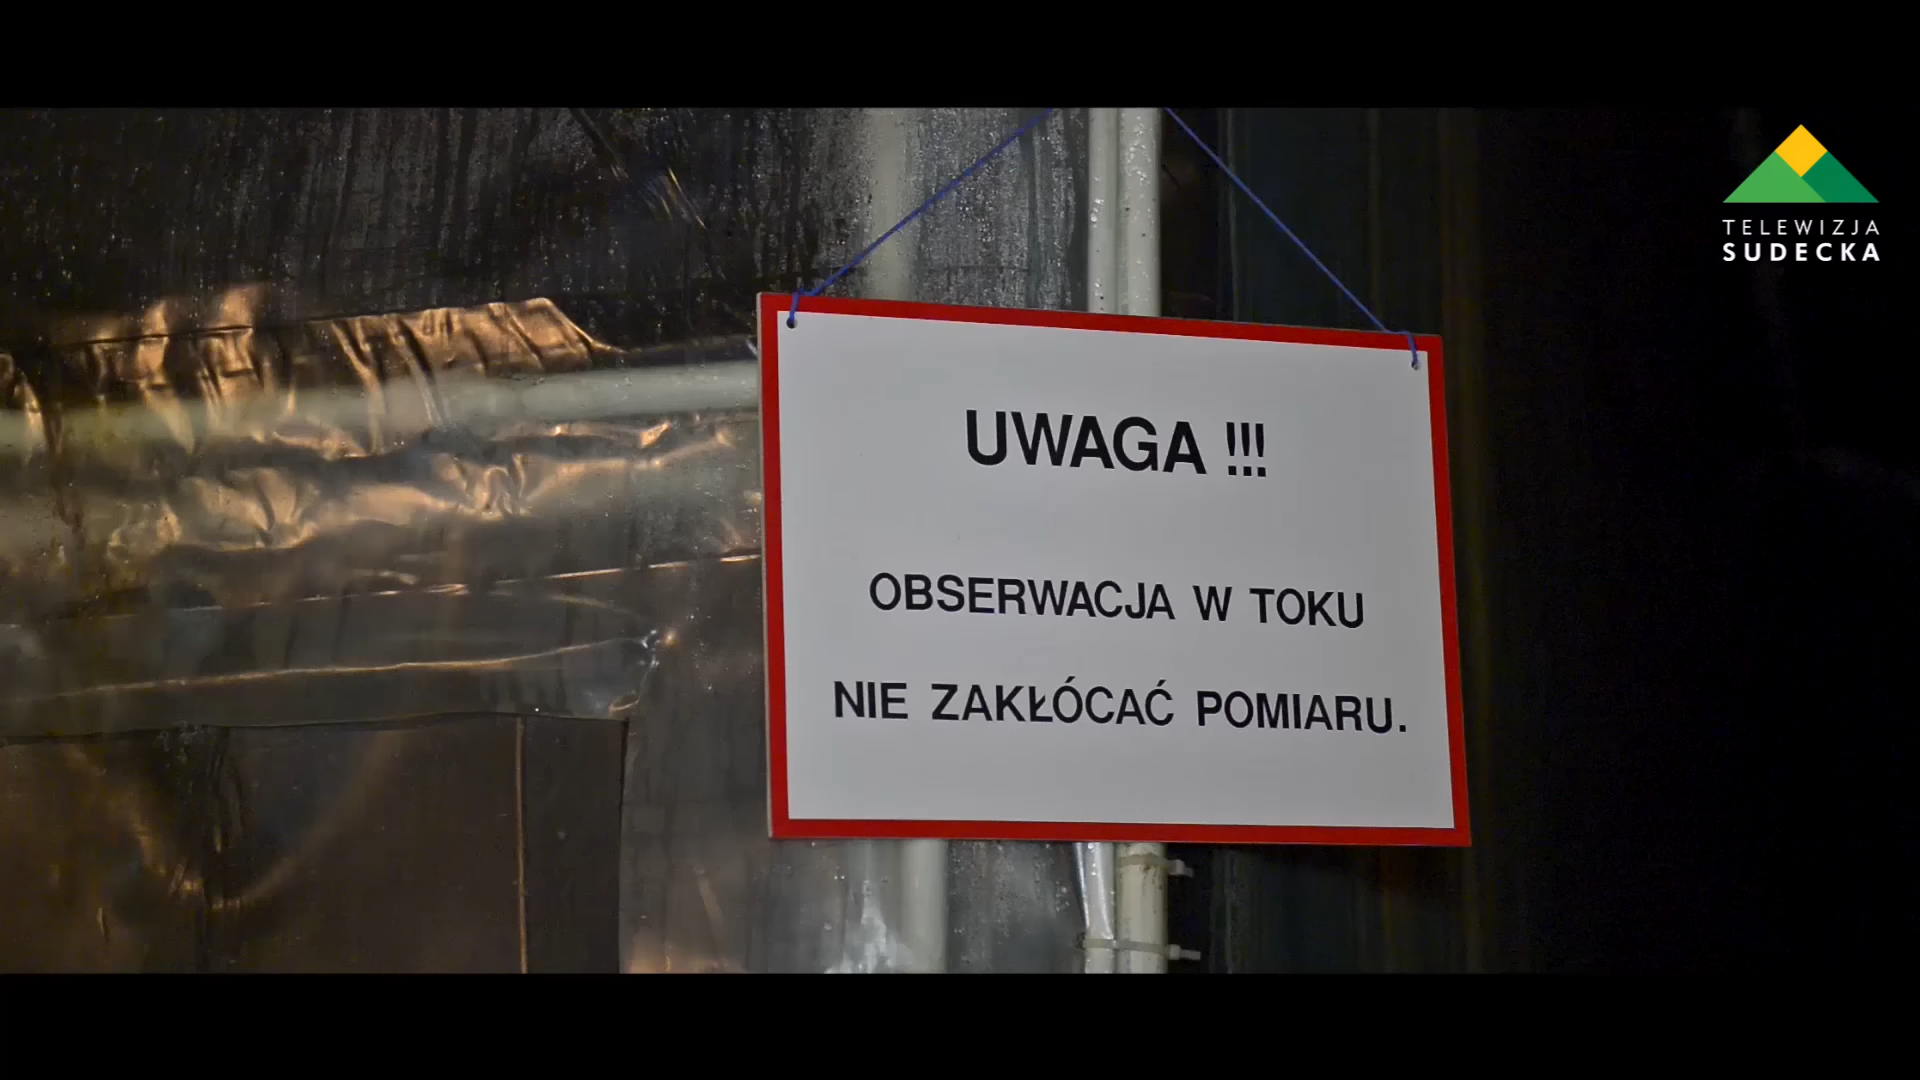 TELEWIZJA
SUDECKA
UWAGA !!!
OBSERWACJA W TOKU
NIE ZAKŁÓCAĆ POMIARU.